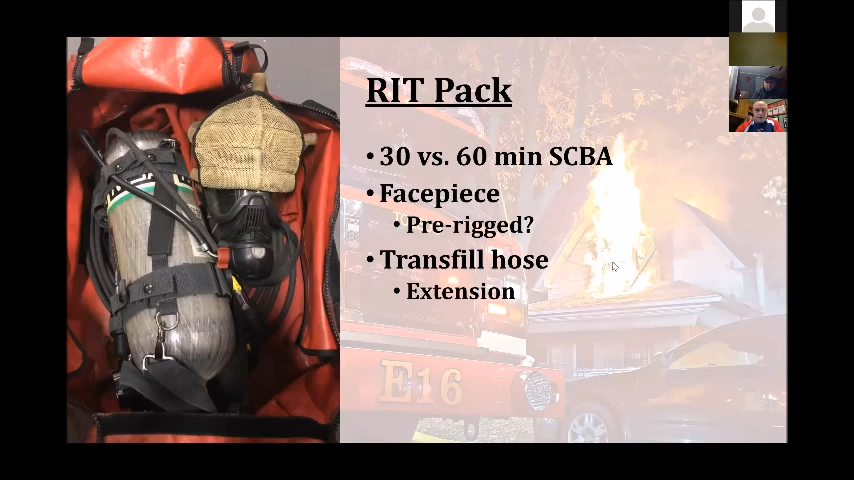 RIT Pack
• 30 vs. 60 min SCBA
• Facepiece
• Pre-rigged?
• Transfill hose
• Extension
E16